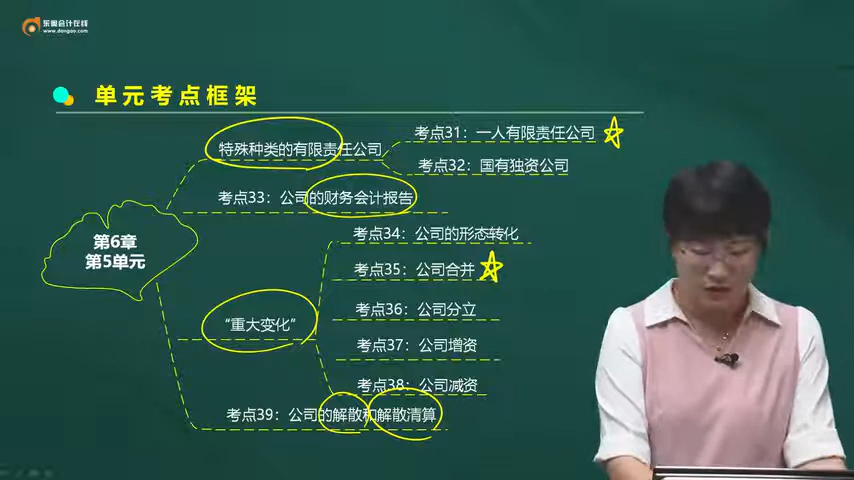 东奥会计在线
www.dongao.com
单元考点框架
特殊种类的有限责任公司
考点31：一人有限责任公司
考点32：国有独资公司
考点33：公司的财务会计报告
第6章
第5单元
考点34：公司的形态转化
考点35：公司合并
“重大变化”
考点36：公司分立
考点37：公司增资
考点38：公司减资
考点39：公司的解散和解散清算